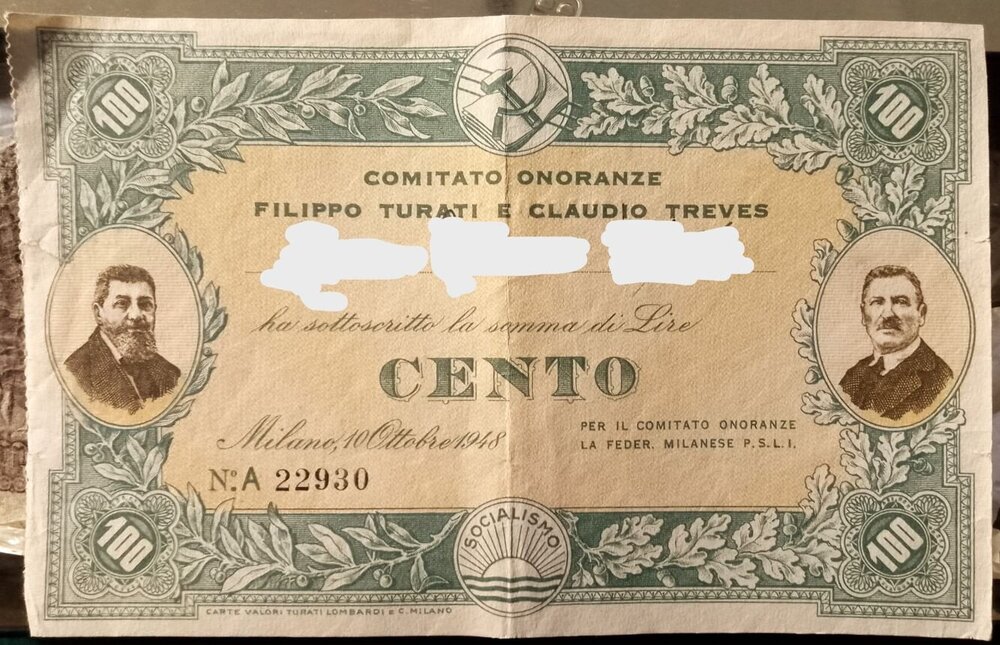 100
100
COMITATO ONORANZE
FILIPPO TURATI E CLAUDIO TREVES
ha sottoscritto la somma di Lire
CENTO
Milano, 10 Ottobre 1948
PER IL COMITATO ONORANZE
LA FEDER. MILANESE P.S.L.I.
No. A 22930
SOCIALISMO
100
100
CARTE VALORI TURATI LOMBARDI E C. MILANO